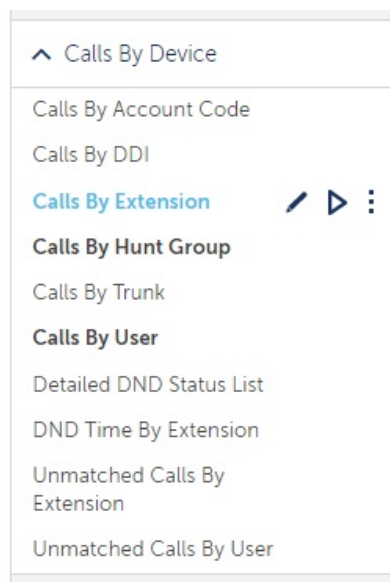 Calls By Device
Calls By Account Code
Calls By DDI
Calls By Extension
Calls By Hunt Group
Calls By Trunk
Calls By User
Detailed DND Status List
DND Time By Extension
Unmatched Calls By
Extension
Unmatched Calls By User